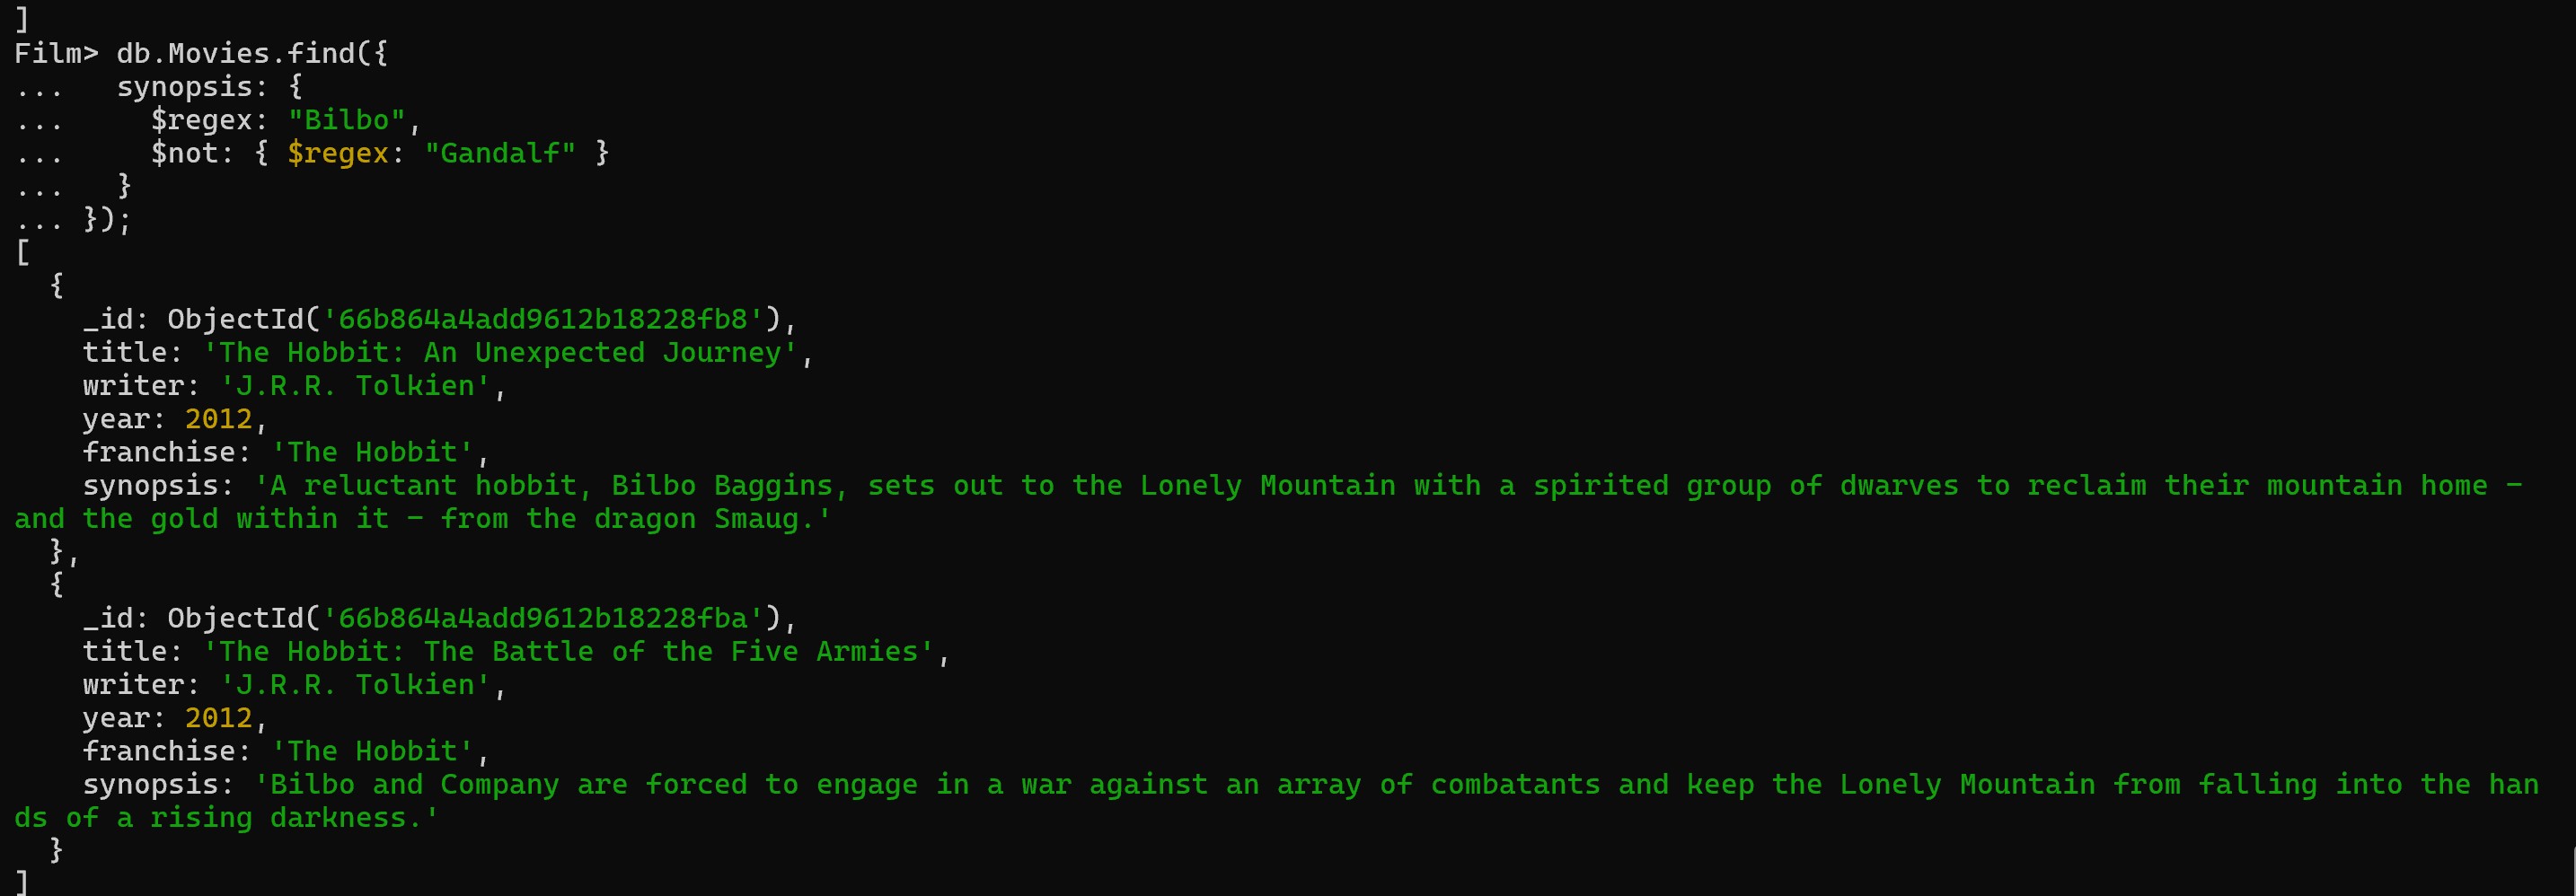 ]
Film> db.Movies.find({
...   synopsis: {
...     $regex: "Bilbo",
...     $not: { $regex: "Gandalf" }
...   }
... });
[
  {
    _id: ObjectId('66b864a4add9612b18228fb8'),
    title: 'The Hobbit: An Unexpected Journey',
    writer: 'J.R.R. Tolkien',
    year: 2012,
    franchise: 'The Hobbit',
    synopsis: 'A reluctant hobbit, Bilbo Baggins, sets out to the Lonely Mountain with a spirited group of dwarves to reclaim their mountain home -
and the gold within it - from the dragon Smaug.'
  },
  {
    _id: ObjectId('66b864a4add9612b18228fba'),
    title: 'The Hobbit: The Battle of the Five Armies',
    writer: 'J.R.R. Tolkien',
    year: 2012,
    franchise: 'The Hobbit',
    synopsis: 'Bilbo and Company are forced to engage in a war against an array of combatants and keep the Lonely Mountain from falling into the han
ds of a rising darkness.'
  }
]